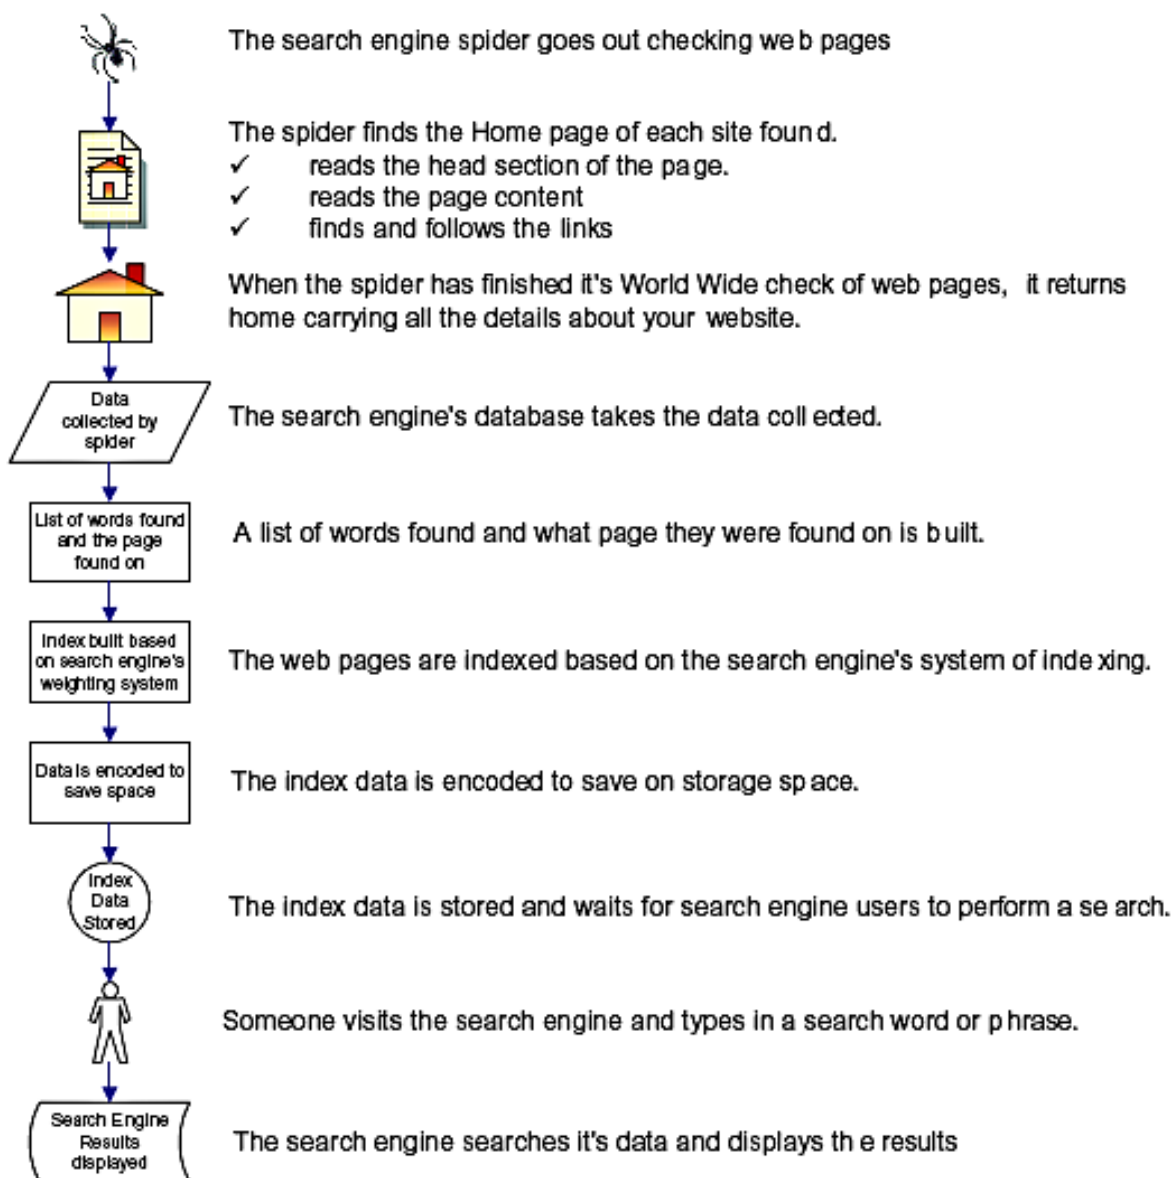 The search engine spider goes out checking web pages
The spider finds the Home page of each site found.
✓ reads the head section of the page.
✓ reads the page content
✓ finds and follows the links
When the spider has finished it's World Wide check of web pages, it returns
home carrying all the details about your website.
Data
collected by
spider
The search engine's database takes the data collected.
List of words found
and the page
found on
A list of words found and what page they were found on is built.
Index built based
on search engine's
weighting system
The web pages are indexed based on the search engine's system of indexing.
Data is encoded to
save space
The index data is encoded to save on storage space.
Index
Data
Stored
The index data is stored and waits for search engine users to perform a search.
Someone visits the search engine and types in a search word or phrase.
Search Engine
Results
displayed
The search engine searches it's data and displays the results